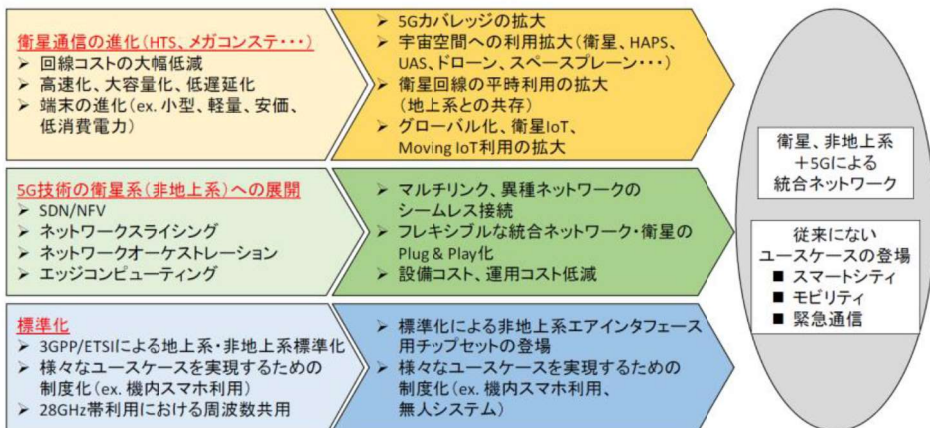 衛星通信の進化(HTS、メガコンステ・・・)
➢ 回線コストの大幅低減
➢ 高速化、大容量化、低遅延化
➢ 端末の進化(ex. 小型、軽量、安価、
低消費電力)
➢ 5Gカバレッジの拡大
➢ 宇宙空間への利用拡大(衛星、HAPS、
UAS、ドローン、スペースプレーン・・・)
➢ 衛星回線の平時利用の拡大
(地上系との共存)
➢ グローバル化、衛星IoT、
Moving IoT利用の拡大
5G技術の衛星系(非地上系)への展開
➢ SDN/NFV
➢ ネットワークスライシング
➢ ネットワークオーケストレーション
➢ エッジコンピューティング
➢ マルチリンク、異種ネットワークの
シームレス接続
➢ フレキシブルな統合ネットワーク・衛星の
Plug & Play化
➢ 設備コスト、運用コスト低減
標準化
➢ 3GPP/ETSIによる地上系・非地上系標準化
➢ 様々なユースケースを実現するための
制度化(ex. 機内スマホ利用)
➢ 28GHz帯利用における周波数共用
➢ 標準化による非地上系エアインタフェース
用チップセットの登場
➢ 様々なユースケースを実現するための
制度化(ex. 機内スマホ利用、
無人システム)
衛星、非地上系
+5Gによる
統合ネットワーク
従来にない
ユースケースの登場
■ スマートシティ
■ モビリティ
■ 緊急通信